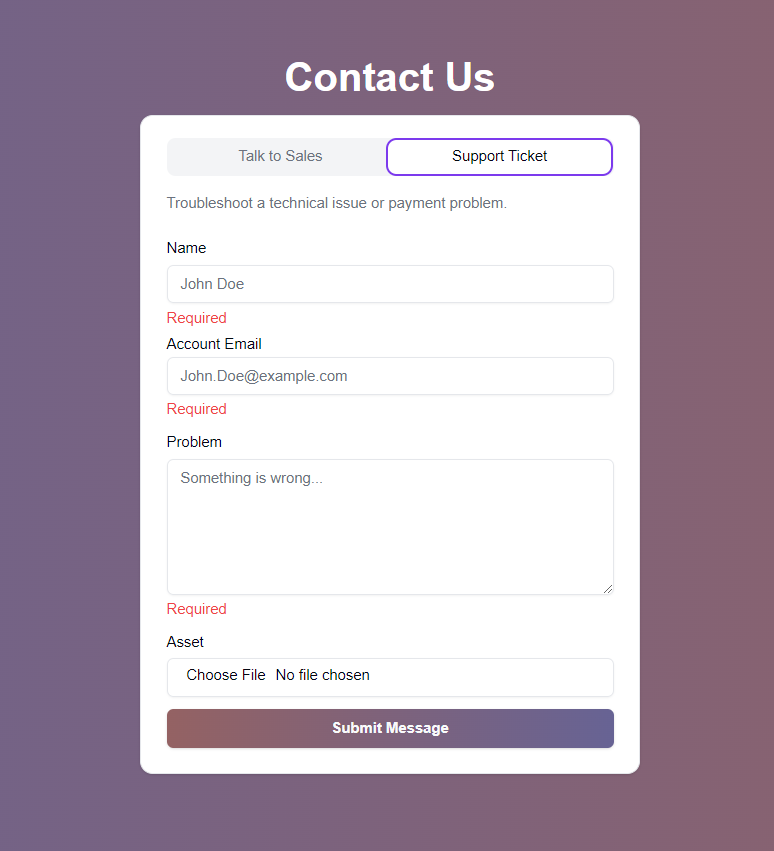 Contact Us
Talk to Sales
Support Ticket
Troubleshoot a technical issue or payment problem.
Name
John Doe
Required
Account Email
John.Doe@example.com
Required
Problem
Something is wrong...
Required
Asset
Choose File No file chosen
Submit Message